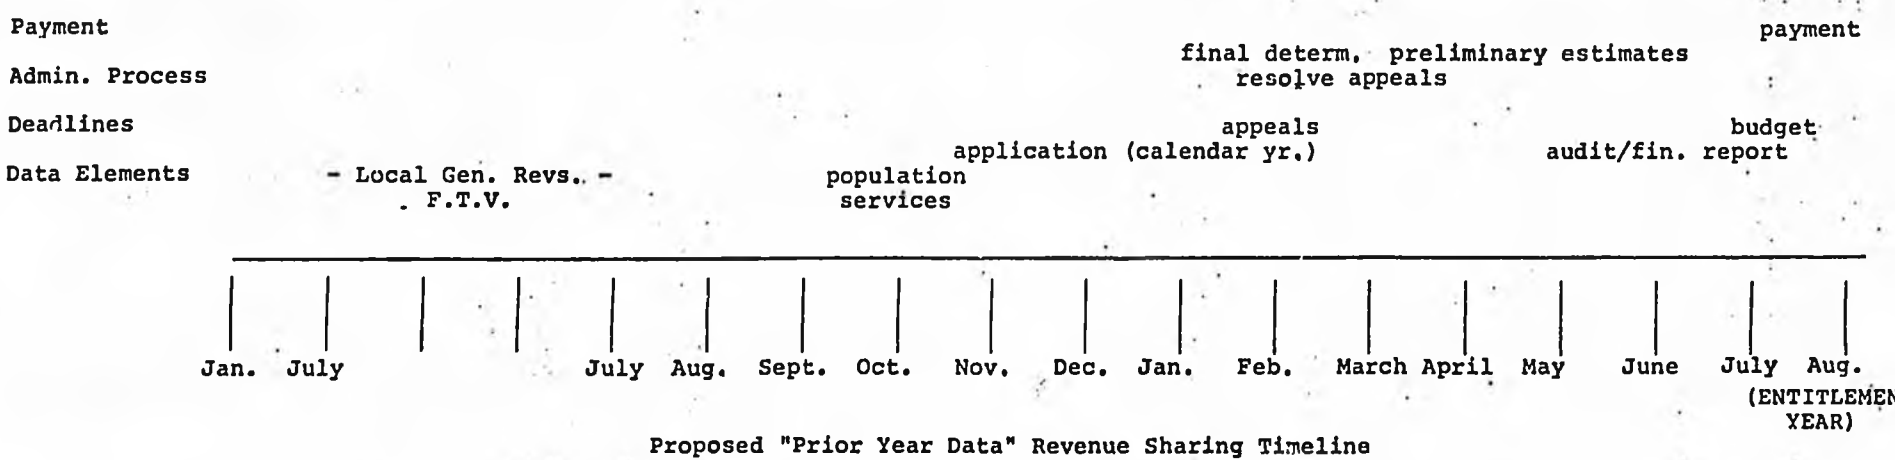 Payment payment
final determ. preliminary estimates
Admin. Process resolve appeals
Deadlines appeals budget
application (calendar yr.) audit/fin. report
Data Elements - Local Gen. Revs. - population
F.T.V. services
Jan. July July Aug. Sept. Oct. Nov. Dec. Jan. Feb. March April May June July Aug.
(ENTITLEMEN
YEAR)
Proposed "Prior Year Data" Revenue Sharing Timeline